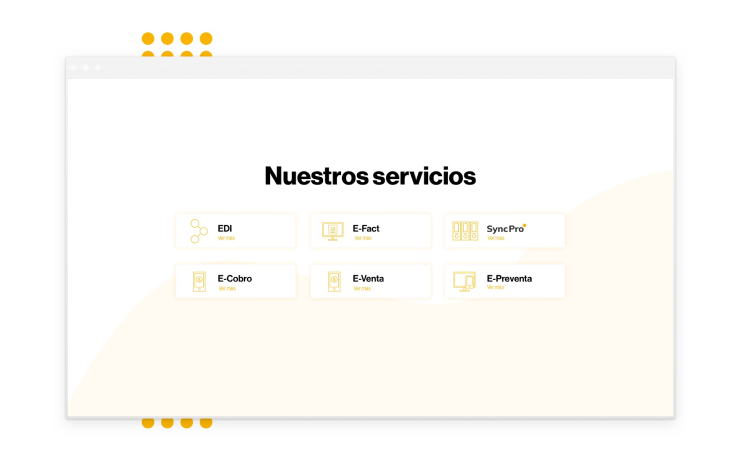 Nuestros servicios
EDI
Ver más
E-Fact
Ver más
SyncPro
Ver más
E-Cobro
Ver más
E-Venta
Ver más
E-Preventa
Ver más